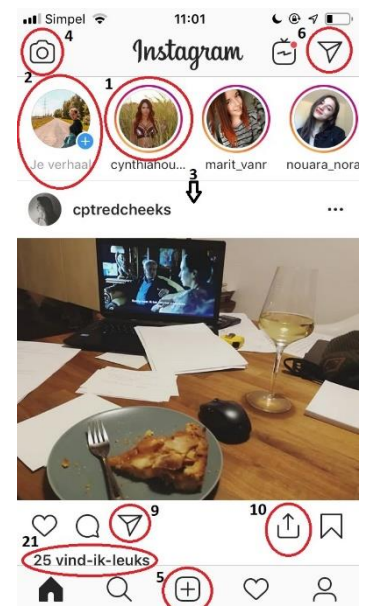 Simpel 11:01
4 6
Instagram
2 1
Je verhaal cynthianou... marit_vanr nouara_nora
3
cptredcheeks
9 10
21
25 vind-ik-leuks
5